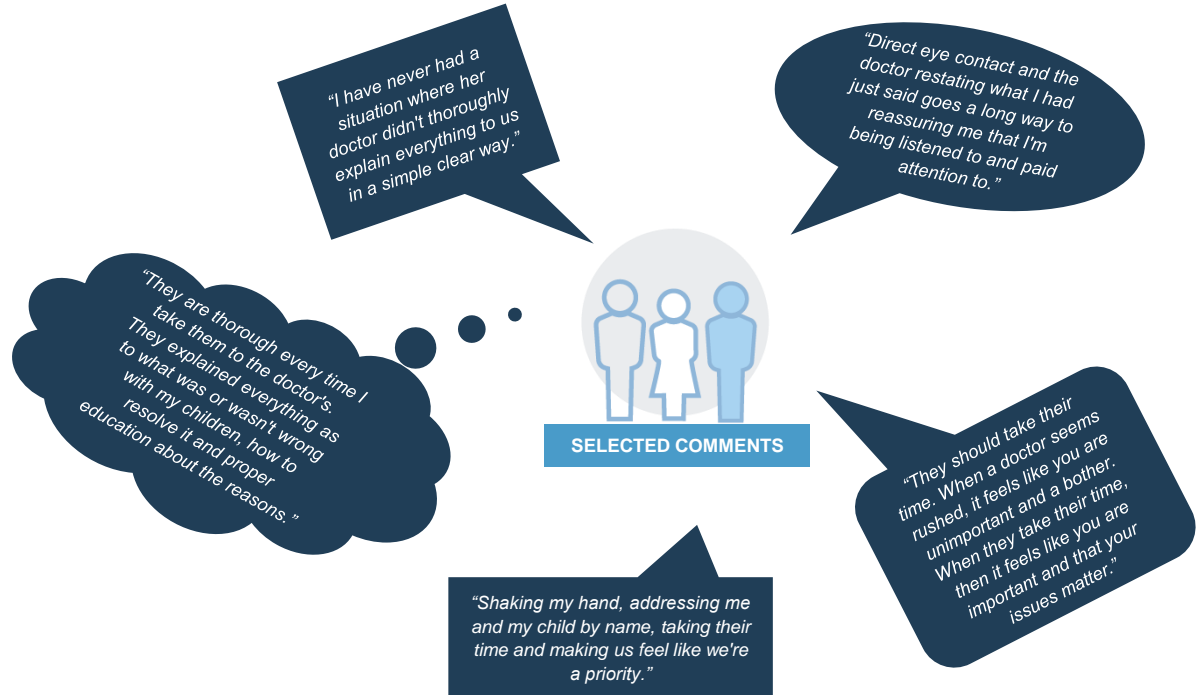 “I have never had a
situation where her
doctor didn't thoroughly
explain everything to us
in a simple clear way.”
“Direct eye contact and the
doctor restating what I had
just said goes a long way to
reassuring me that I'm
being listened to and paid
attention to.”
“They are thorough every time I
take them to the doctor's.
They explained everything as
to what was or wasn't wrong
with my children, how to
resolve it and proper
education about the reasons. ”
SELECTED COMMENTS
“They should take their
time. When a doctor seems
rushed, it feels like you are
unimportant and a bother.
When they take their time,
then it feels like you are
important and that your
issues matter.”
“Shaking my hand, addressing me
and my child by name, taking their
time and making us feel like we're
a priority.”